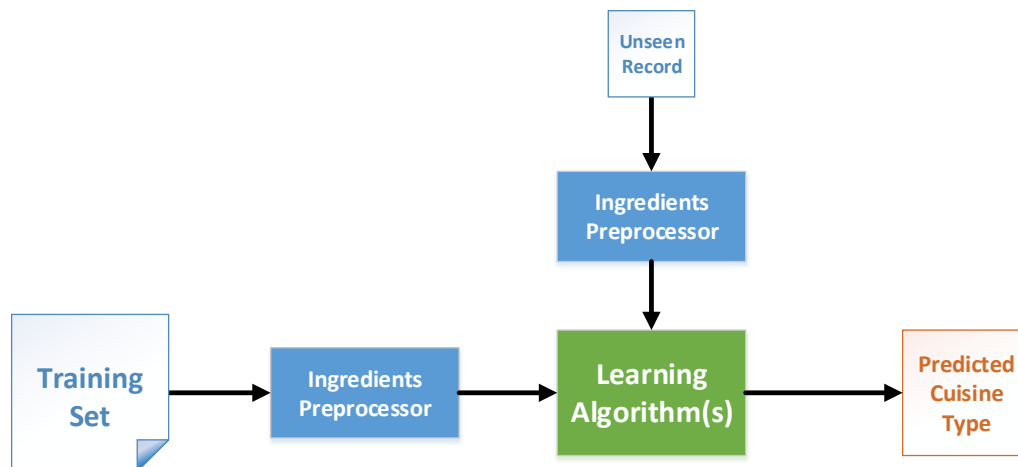 Unseen
Record
Ingredients
Preprocessor
Training
Set
Ingredients
Preprocessor
Learning
Algorithm(s)
Predicted
Cuisine
Type